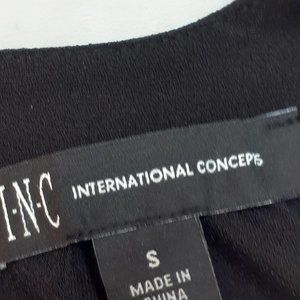 I·N·C INTERNATIONAL CONCEPTS
S
MADE IN
CHINA